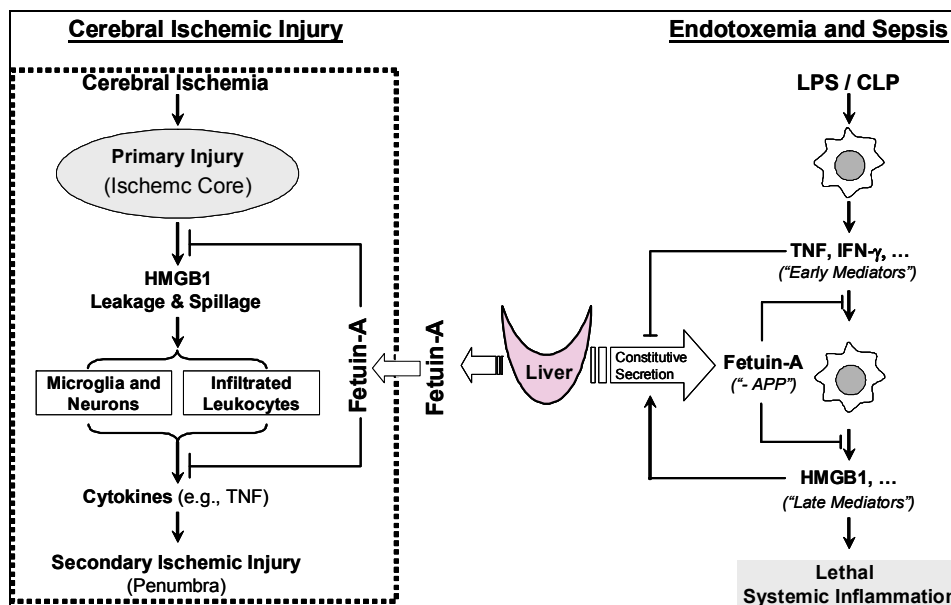 Cerebral Ischemic Injury
Cerebral Ischemia
Primary Injury
(Ischemc Core)
HMGB1
Leakage & Spillage
Microglia and
Neurons
Infiltrated
Leukocytes
Cytokines (e.g., TNF)
Secondary Ischemic Injury
(Penumbra)
Fetuin-A
Fetuin-A
Liver
Constitutive
Secretion
Endotoxemia and Sepsis
LPS / CLP
TNF, IFN-γ, ...
("Early Mediators")
Fetuin-A
("- APP")
HMGB1, ...
("Late Mediators")
Lethal
Systemic Inflammation